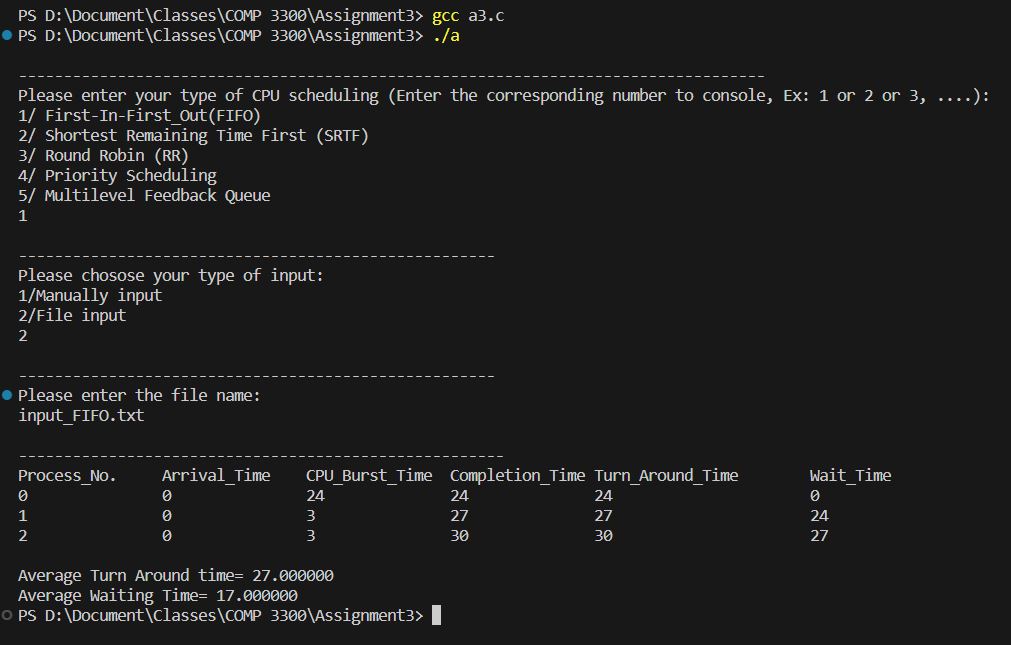 PS D:\Document\Classes\COMP 3300\Assignment3> gcc a3.c
PS D:\Document\Classes\COMP 3300\Assignment3> ./a
-----------------------------------------------------------------------------------
Please enter your type of CPU scheduling (Enter the corresponding number to console, Ex: 1 or 2 or 3, ....):
1/ First-In-First_Out(FIFO)
2/ Shortest Remaining Time First (SRTF)
3/ Round Robin (RR)
4/ Priority Scheduling
5/ Multilevel Feedback Queue
1
-----------------------------------------------------
Please chosose your type of input:
1/Manually input
2/File input
2
-----------------------------------------------------
Please enter the file name:
input_FIFO.txt
------------------------------------------------------
Process_No. Arrival_Time CPU_Burst_Time Completion_Time Turn_Around_Time Wait_Time
0 0 24 24 24 0
1 0 3 27 27 24
2 0 3 30 30 27
Average Turn Around time= 27.000000
Average Waiting Time= 17.000000
PS D:\Document\Classes\COMP 3300\Assignment3>